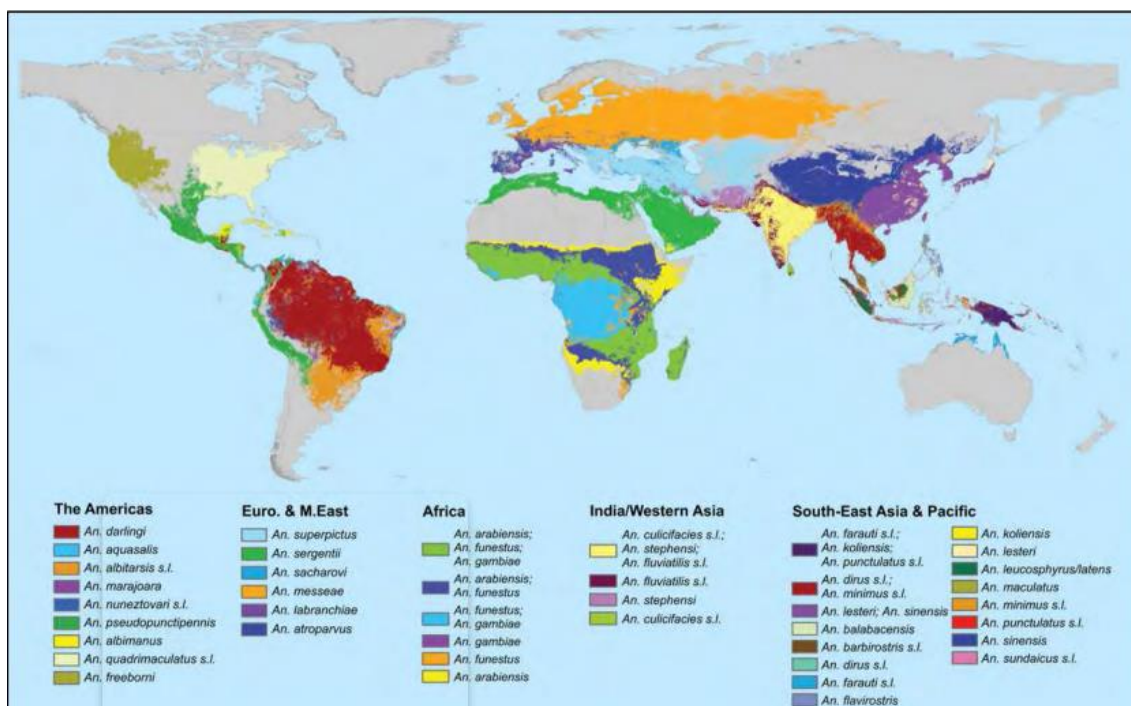 The Americas
An. darlingi
An. aquasalis
An. albitarsis s.l.
An. marajoara
An. nuneztovari s.l.
An. pseudopunctipennis
An. albimanus
An. quadrimaculatus s.l.
An. freeborni
Euro. & M.East
An. superpictus
An. sergentii
An. sacharovi
An. messeae
An. labranchiae
An. atroparvus
Africa
An. arabiensis;
An. funestus;
An. gambiae
An. arabiensis;
An. funestus
An. funestus;
An. gambiae
An. gambiae
An. funestus
An. arabiensis
India/Western Asia
An. culicifacies s.l.;
An. stephensi;
An. fluviatilis s.l.
An. fluviatilis s.l.
An. stephensi
An. culicifacies s.l.
South-East Asia & Pacific
An. farauti s.l.;
An. koliensis;
An. punctulatus s.l.
An. dirus s.l.;
An. minimus s.l.
An. lesteri; An. sinensis
An. balabacensis
An. barbirostris s.l.
An. dirus s.l.
An. farauti s.l.
An. flavirostris
An. koliensis
An. lesteri
An. leucosphyrus/latens
An. maculatus
An. minimus s.l.
An. punctulatus s.l.
An. sinensis
An. sundaicus s.l.